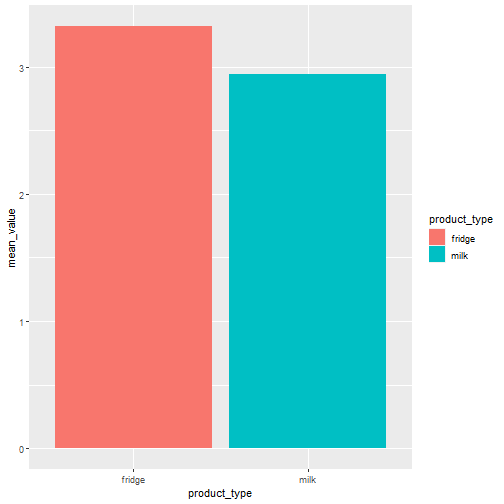 mean_value
3
2
1
0
fridge
milk
product_type
product_type
fridge
milk